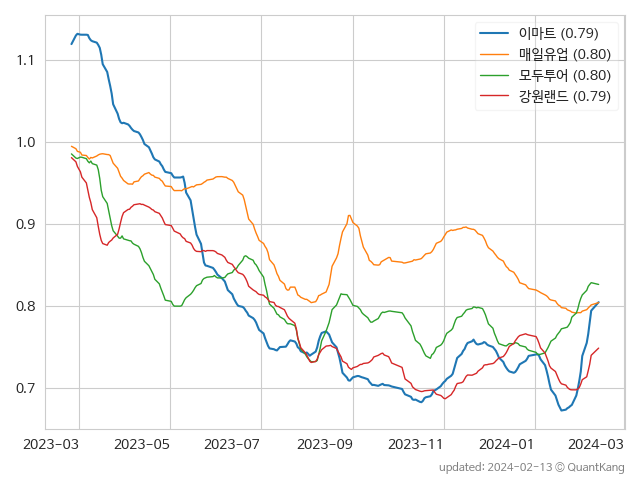 이마트 (0.79)
매일유업 (0.80)
모두투어 (0.80)
강원랜드 (0.79)
1.1
1.0
0.9
0.8
0.7
2023-03 2023-05 2023-07 2023-09 2023-11 2024-01 2024-03
updated: 2024-02-13 © QuantKang